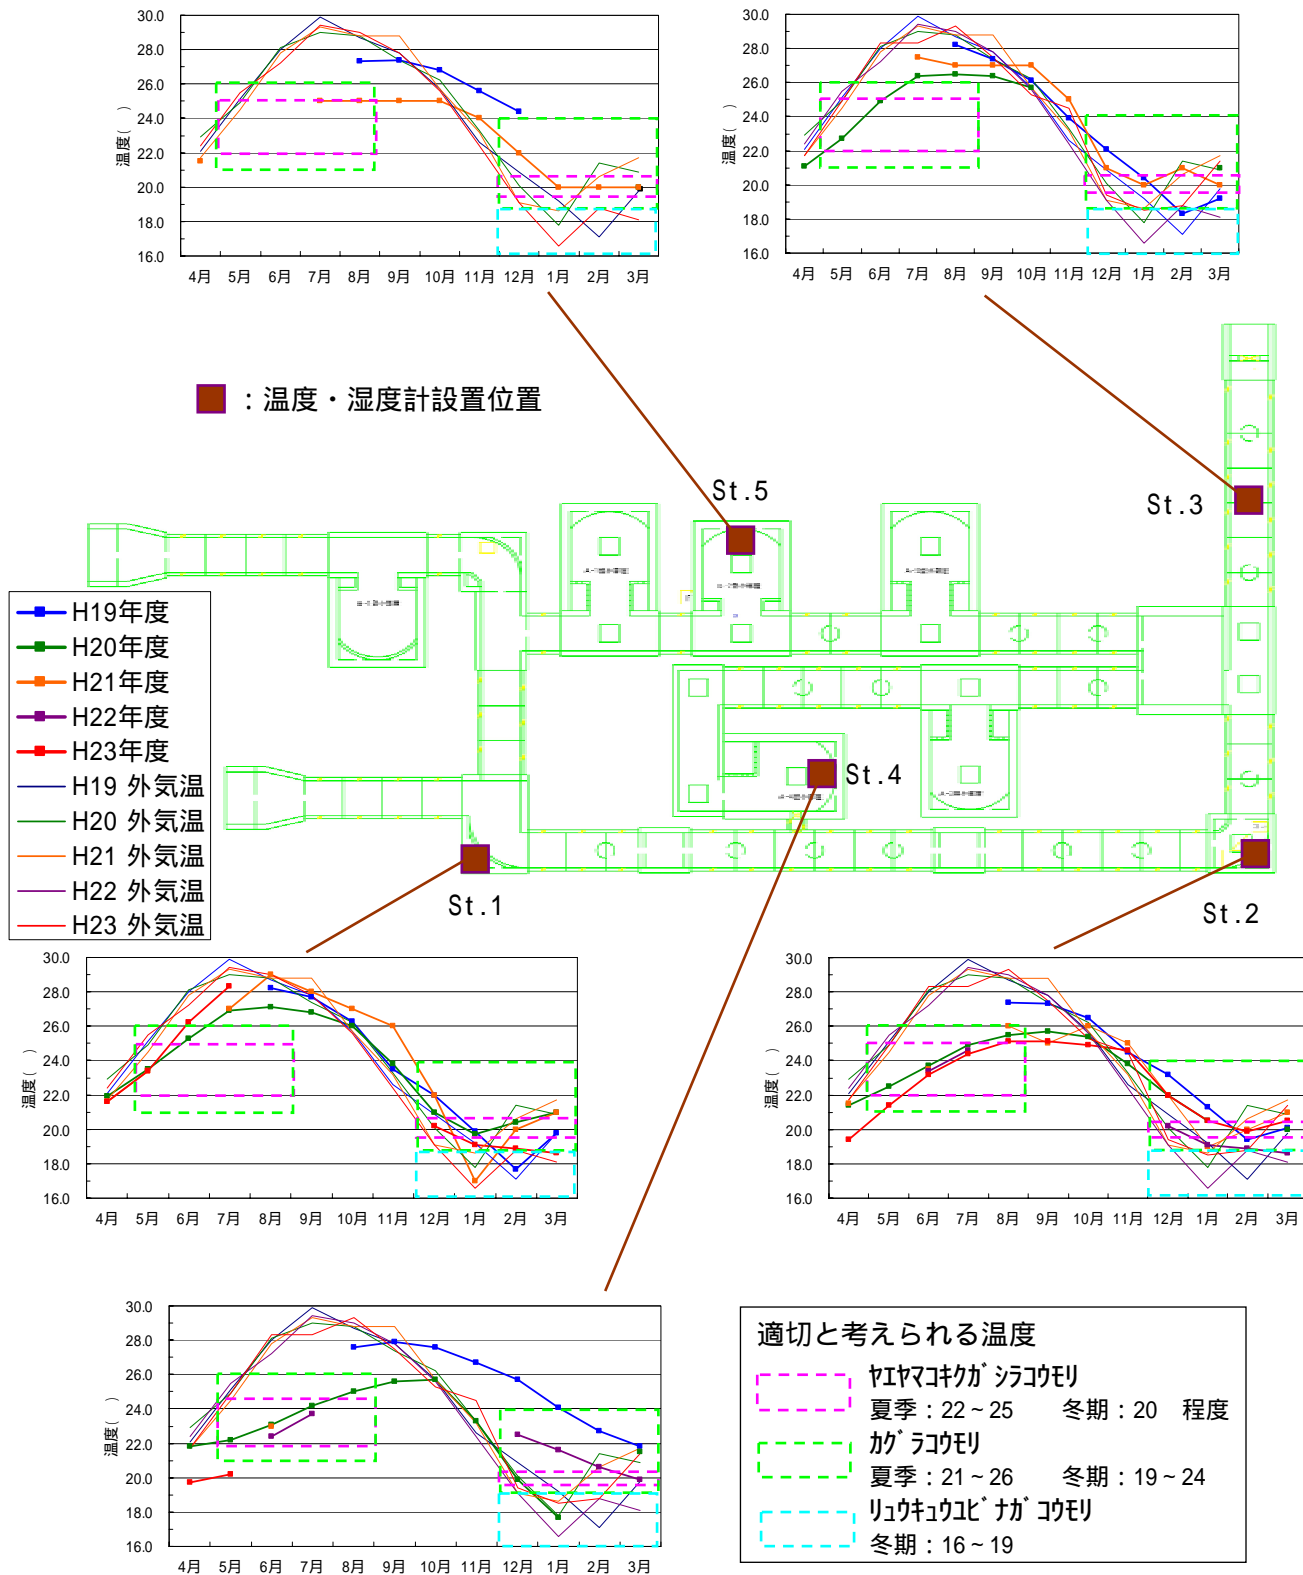 30.0
28.0
26.0
24.0
22.0
20.0
18.0
16.0
温度(　)
4月 5月 6月 7月 8月 9月 10月 11月 12月 1月 2月 3月
30.0
28.0
26.0
24.0
22.0
20.0
18.0
16.0
温度(　)
4月 5月 6月 7月 8月 9月 10月 11月 12月 1月 2月 3月
：温度・湿度計設置位置
St.5
St.3
St.4
St.1
St.2
H19年度
H20年度
H21年度
H22年度
H23年度
H19 外気温
H20 外気温
H21 外気温
H22 外気温
H23 外気温
30.0
28.0
26.0
24.0
22.0
20.0
18.0
16.0
温度(　)
4月 5月 6月 7月 8月 9月 10月 11月 12月 1月 2月 3月
30.0
28.0
26.0
24.0
22.0
20.0
18.0
16.0
温度(　)
4月 5月 6月 7月 8月 9月 10月 11月 12月 1月 2月 3月
30.0
28.0
26.0
24.0
22.0
20.0
18.0
16.0
温度(　)
4月 5月 6月 7月 8月 9月 10月 11月 12月 1月 2月 3月
適切と考えられる温度
ﾔｴﾔﾏｺｷｸｶﾞｼﾗｺｳﾓﾘ
夏季：22～25　冬期：20　程度
ｶｸﾞﾗｺｳﾓﾘ
夏季：21～26　冬期：19～24
ﾘｭｳｷｭｳﾕﾋﾞﾅｶﾞｺｳﾓﾘ
冬期：16～19